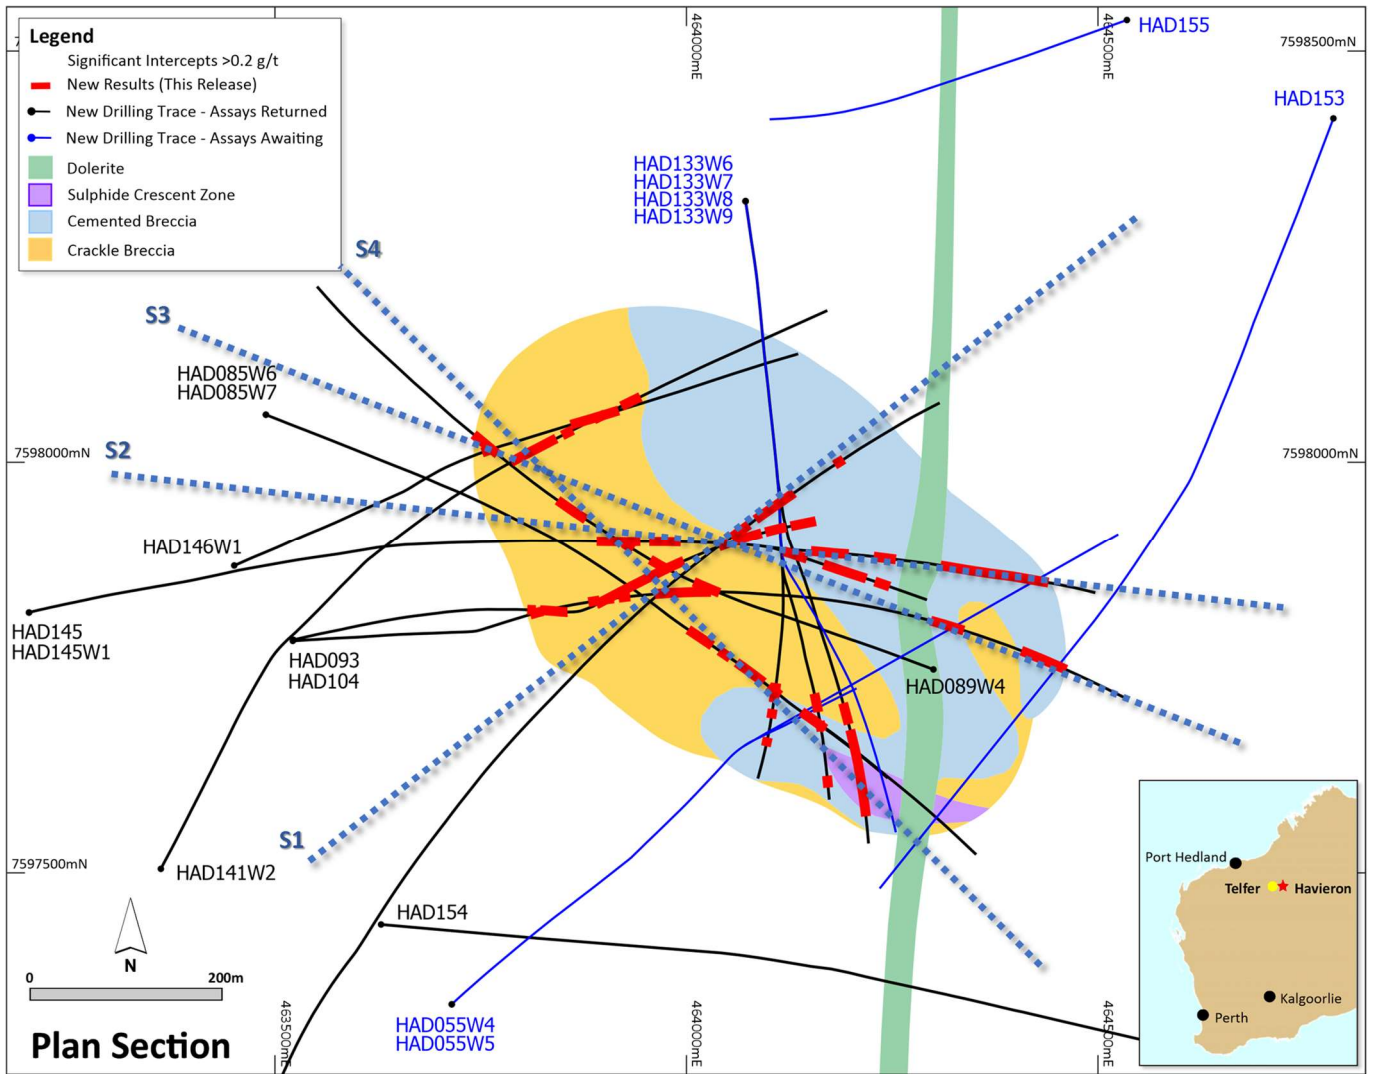 Legend
Significant Intercepts >0.2 g/t
New Results (This Release)
New Drilling Trace - Assays Returned
New Drilling Trace - Assays Awaiting
Dolerite
Sulphide Crescent Zone
Cemented Breccia
Crackle Breccia
464000mE
464500mE
HAD155
7598500mN
HAD153
HAD133W6
HAD133W7
HAD133W8
HAD133W9
S4
S3
HAD085W6
HAD085W7
S2
7598000mN
7598000mN
HAD146W1
HAD145
HAD145W1
HAD093
HAD104
HAD089W4
S1
7597500mN
HAD141W2
HAD154
N
0 200m
Plan Section
HAD055W4
HAD055W5
463500mE
464000mE
464500mE
Port Hedland
Telfer
Havieron
Kalgoorlie
Perth